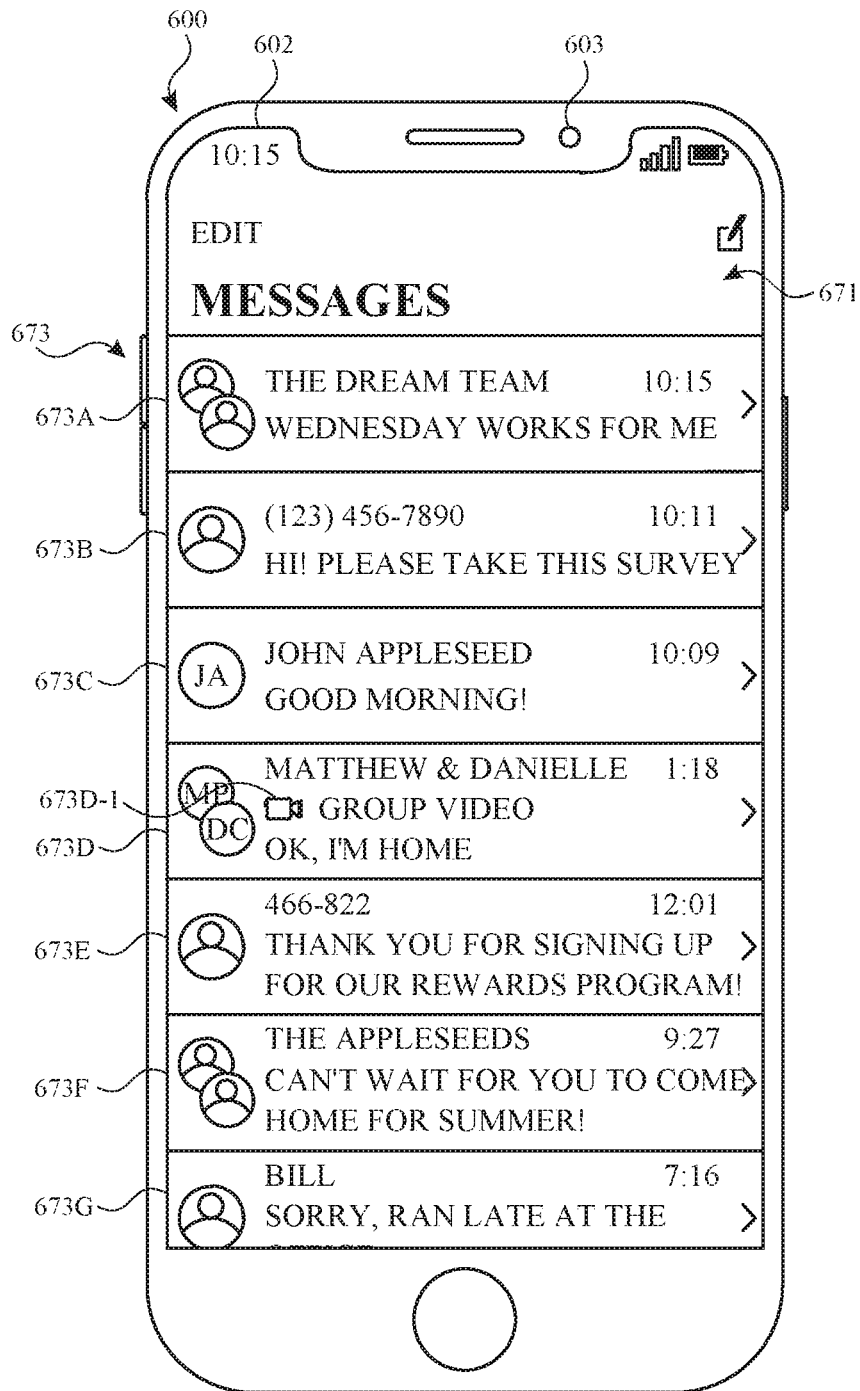 600
602
603
10:15
EDIT
671
MESSAGES
673
THE DREAM TEAM 10:15
673A
WEDNESDAY WORKS FOR ME
(123) 456-7890 10:11
673B
HI! PLEASE TAKE THIS SURVEY
JOHN APPLESEED 10:09
673C
JA
GOOD MORNING!
MATTHEW & DANIELLE 1:18
673D-1
MP
GROUP VIDEO
DC
673D
OK, I'M HOME
466-822 12:01
673E
THANK YOU FOR SIGNING UP
FOR OUR REWARDS PROGRAM!
THE APPLESEEDS 9:27
673F
CAN'T WAIT FOR YOU TO COME
HOME FOR SUMMER!
BILL 7:16
673G
SORRY, RAN LATE AT THE